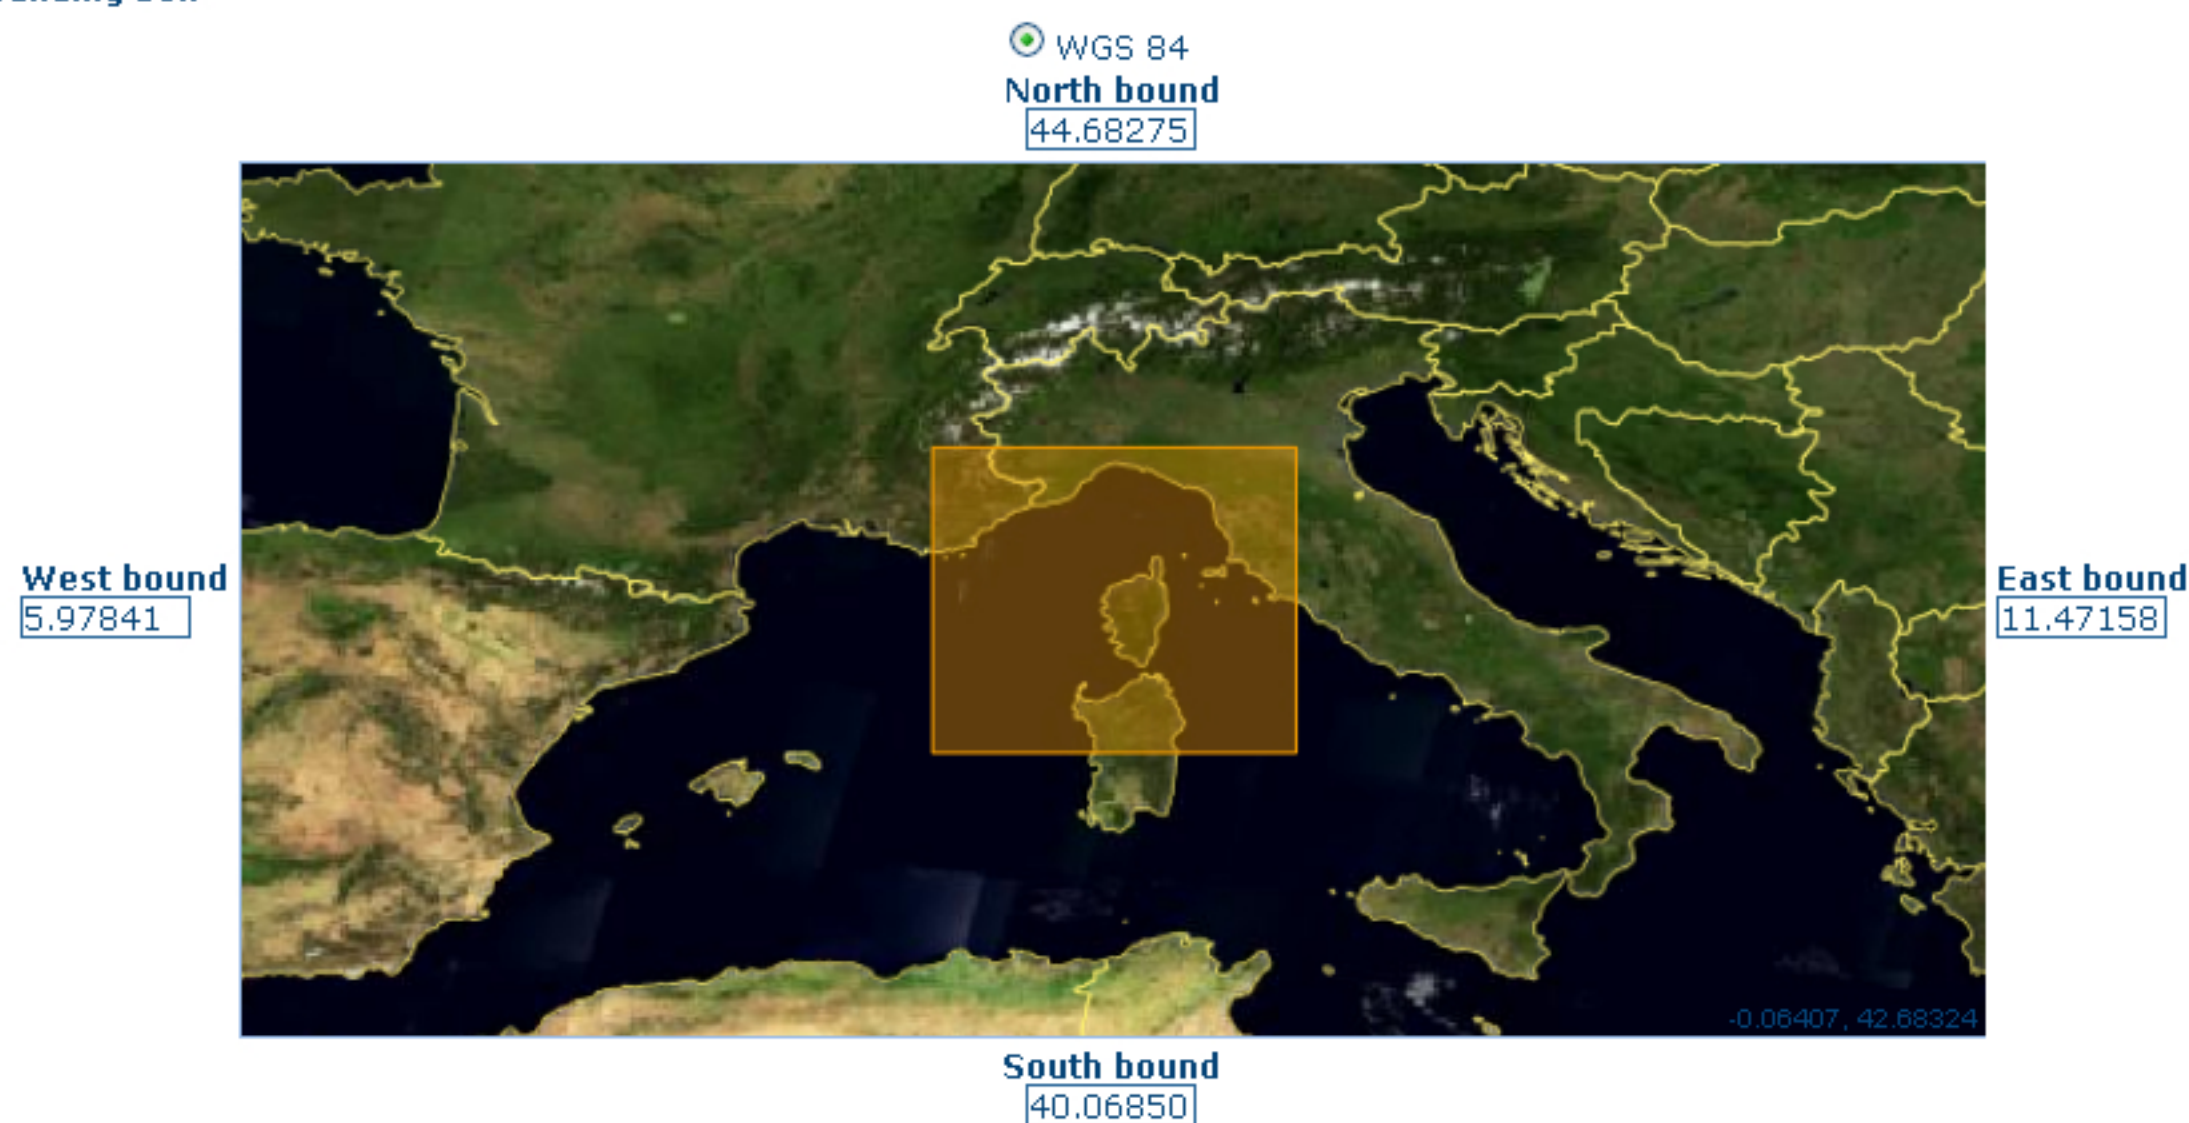 WGS 84
North bound
44.68275
West bound
5.97841
East bound
11.47158
-0.06407, 42.68324
South bound
40.06850